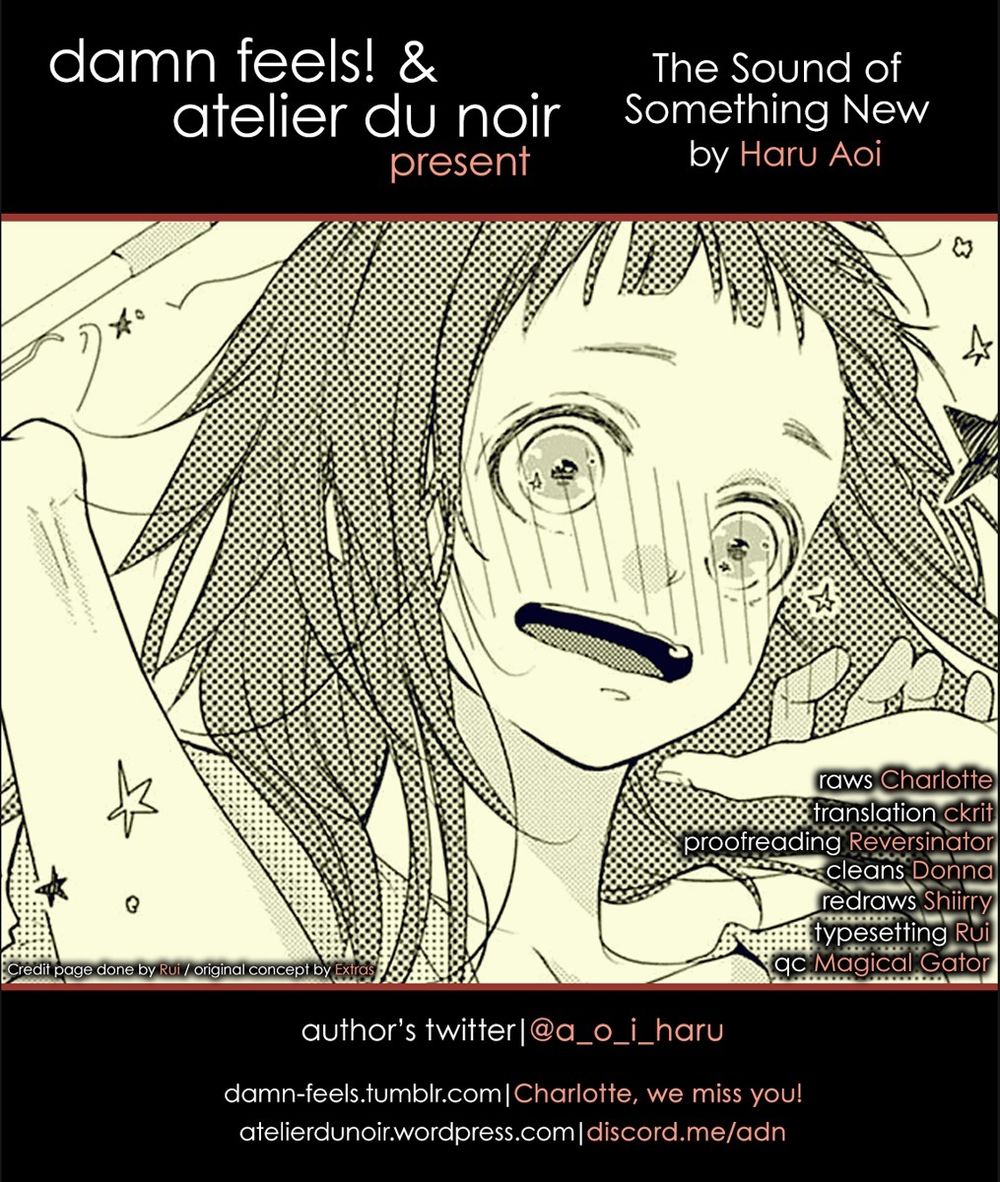 damn feels! &
atelier du noir
present
The Sound of
Something New
by Haru Aoi
raws Charlotte
translation ckrit
proofreading Reversinator
cleans Donna
redraws Shiirry
typesetting Rui
qc Magical Gator
Credit page done by Rui / original concept by Extras
author's twitter|@a_o_i_haru
damn-feels.tumblr.com|Charlotte, we miss you!
atelierdunoir.wordpress.com|discord.me/adn